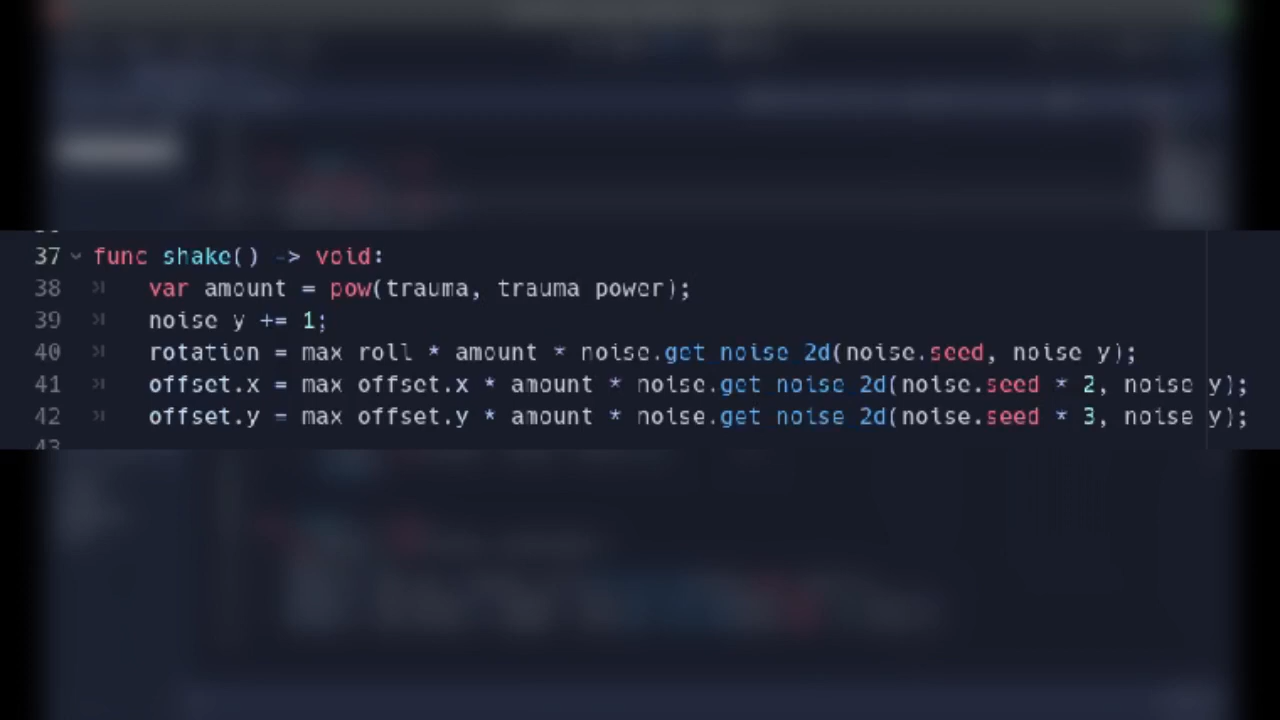 37 func shake() -> void:
38 var amount = pow(trauma, trauma power);
39 noise y += 1;
40 rotation = max roll * amount * noise.get noise 2d(noise.seed, noise y);
41 offset.x = max offset.x * amount * noise.get noise 2d(noise.seed * 2, noise y);
42 offset.y = max offset.y * amount * noise.get noise 2d(noise.seed * 3, noise y);
43